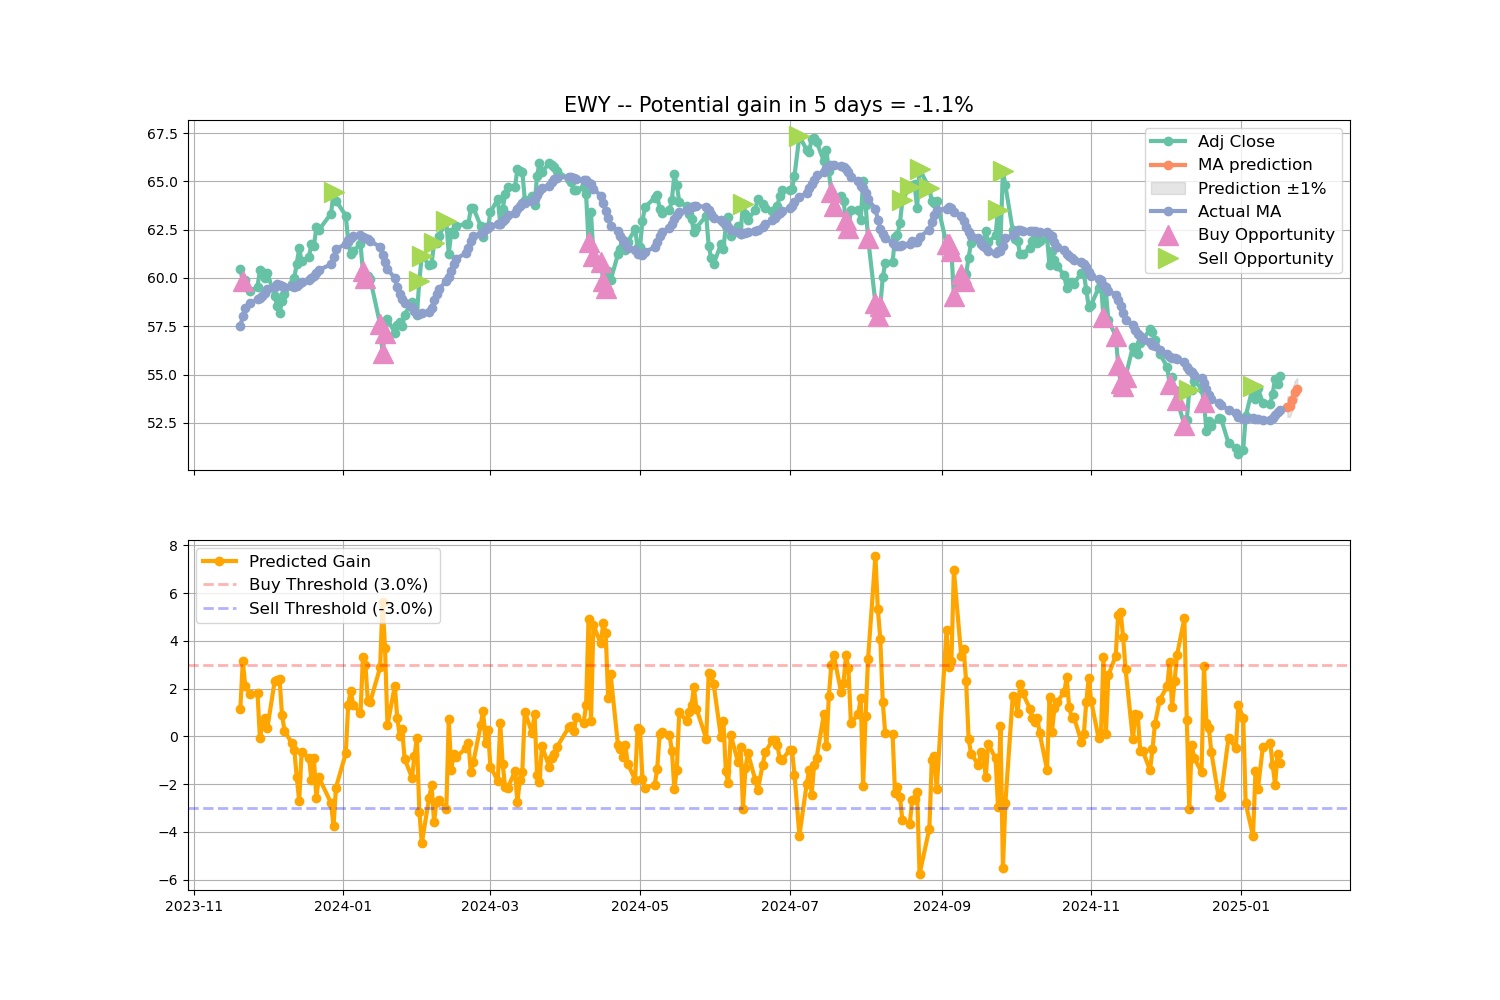 EWY -- Potential gain in 5 days = -1.1%
67.5
65.0
62.5
60.0
57.5
55.0
52.5
Adj Close
MA prediction
Prediction ±1%
Actual MA
Buy Opportunity
Sell Opportunity
8
6
4
2
0
−2
−4
−6
Predicted Gain
Buy Threshold (3.0%)
Sell Threshold (-3.0%)
2023-11
2024-01
2024-03
2024-05
2024-07
2024-09
2024-11
2025-01